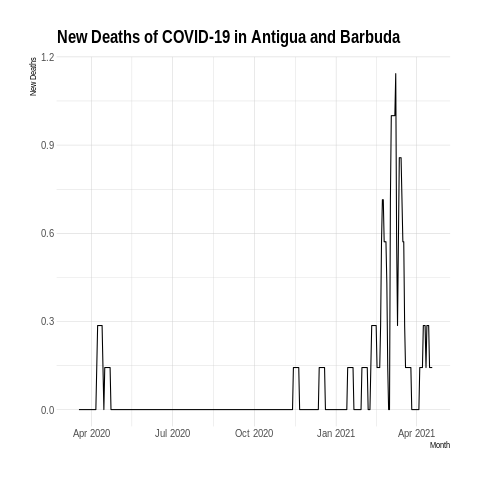 New Deaths of COVID-19 in Antigua and Barbuda
New Deaths
1.2
0.9
0.6
0.3
0.0
Apr 2020 Jul 2020 Oct 2020 Jan 2021 Apr 2021
Month